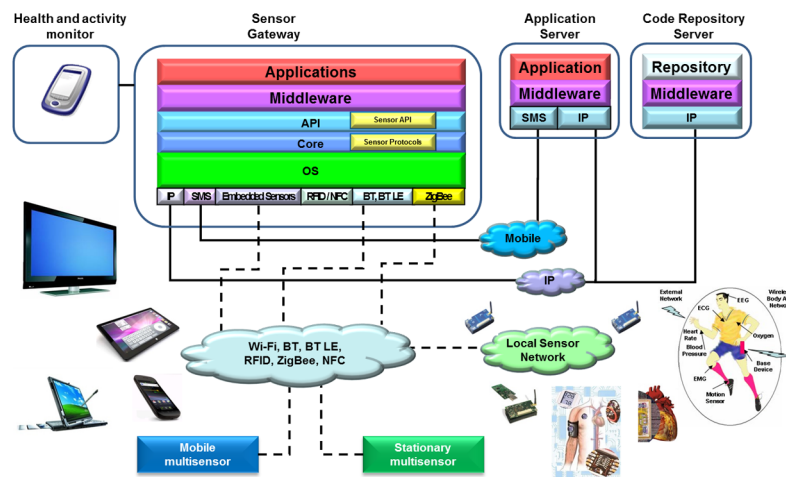 Health and activity
monitor
Sensor
Gateway
Application
Server
Code Repository
Server
Applications
Middleware
API
Sensor API
Core
Sensor Protocols
OS
IP
SMS
Embedded Sensors
RFID / NFC
BT, BT LE
ZigBee
Application
Middleware
SMS
IP
Repository
Middleware
IP
Mobile
IP
Wi-Fi, BT, BT LE,
RFID, ZigBee, NFC
Local Sensor
Network
Mobile
multisensor
Stationary
multisensor
External
Network
Body
ECG
EEG
Heart
Rate
Oxygen
Blood
Pressure
Base
Device
EMG
Motion
Sensor